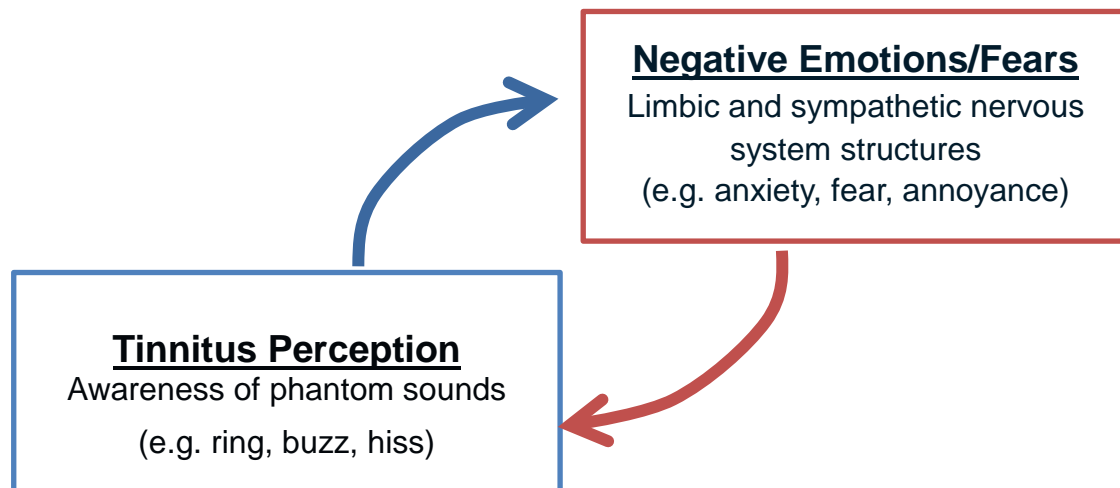 Negative Emotions/Fears
Limbic and sympathetic nervous
system structures
(e.g. anxiety, fear, annoyance)
Tinnitus Perception
Awareness of phantom sounds
(e.g. ring, buzz, hiss)